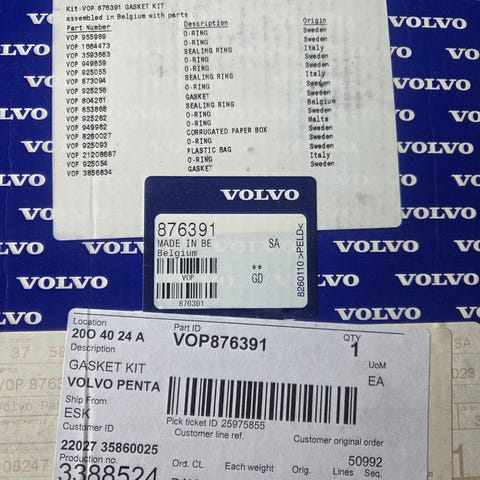 Kit VOP 876391 GASKET KIT
assembled in Belgium with parts :
Part Number Description Origin
VOP 955989 O-RING Sweden
VOP 1664473 O-RING Sweden
VOP 3593663 SEALING RING Italy
VOP 949659 O-RING Sweden
VOP 925055 O-RING Sweden
VOP 873094 SEALING RING Italy
VOP 925256 O-RING Sweden
VOP 804261 GASKET Sweden
VOP 853868 SEALING RING Belgium
VOP 925262 O-RING Sweden
VOP 949962 O-RING Malta
VOP 8260027 CORRUGATED PAPER BOX Sweden
VOP 925093 O-RING Sweden
VOP 21208687 PLASTIC BAG Sweden
VOP 925054 O-RING Italy
VOP 3856834 GASKET Sweden
VOLVO
876391
MADE IN BE SA
Belgium
VOP ** GD
876391
8260110 >PELD<
VOLVO
Location
20O 40 24 A
Part ID
VOP876391
QTY
1
Description
GASKET KIT
VOLVO PENTA
UoM
EA
Ship From
ESK
Pick ticket ID 25975855
Customer ID
22027 35860025
Customer line ref.
Customer original order
Production no.
3388524
50992
Ord. CL Each weight Orig. Lines Seq.